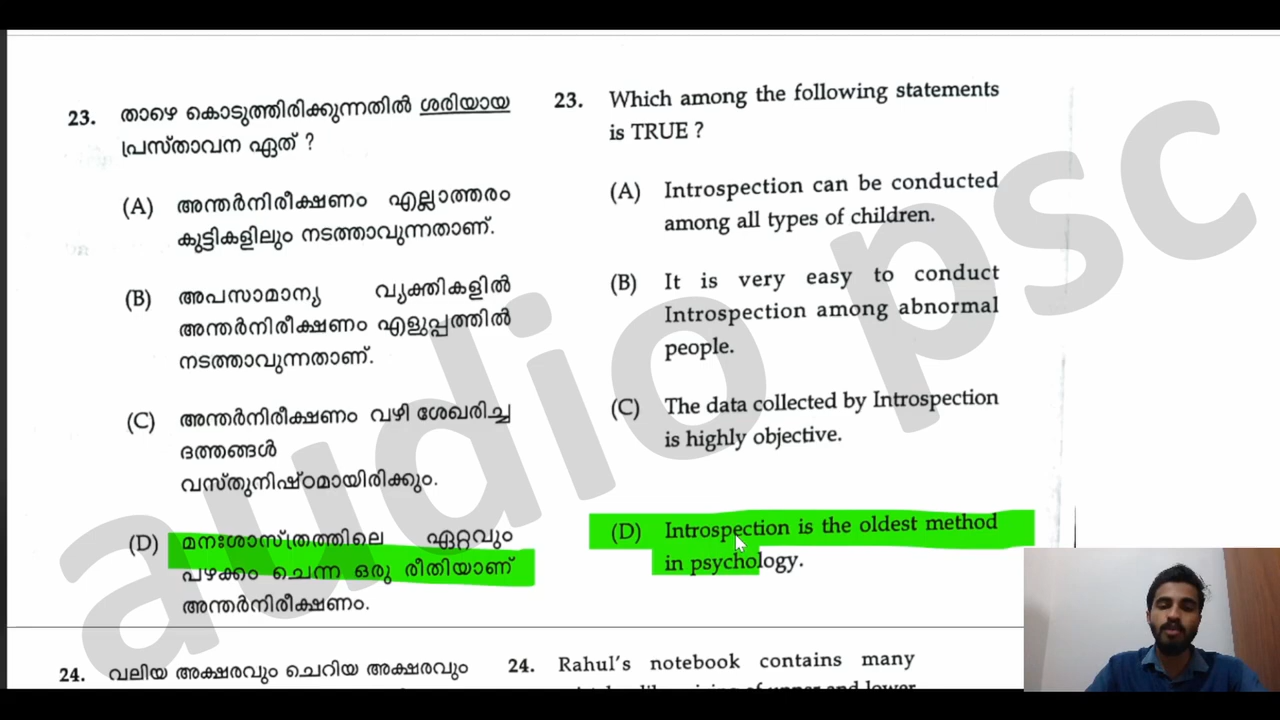 23. താഴെ കൊടുത്തിരിക്കുന്നതിൽ ശരിയായ
പ്രസ്താവന ഏത് ?
(A) അന്തർനിരീക്ഷണം എല്ലാത്തരം
കുട്ടികളിലും നടത്താവുന്നതാണ്.
(B) അപസാമാന്യ വ്യക്തികളിൽ
അന്തർനിരീക്ഷണം എളുപ്പത്തിൽ
നടത്താവുന്നതാണ്.
(C) അന്തർനിരീക്ഷണം വഴി ശേഖരിച്ച
ദത്തങ്ങൾ
വസ്തുനിഷ്ഠമായിരിക്കും.
(D) മനഃശാസ്ത്രത്തിലെ ഏറ്റവും
പഴക്കം ചെന്ന ഒരു രീതിയാണ്
അന്തർനിരീക്ഷണം.
24. വലിയ അക്ഷരവും ചെറിയ അക്ഷരവും
23. Which among the following statements
is TRUE ?
(A) Introspection can be conducted
among all types of children.
(B) It is very easy to conduct
Introspection among abnormal
people.
(C) The data collected by Introspection
is highly objective.
(D) Introspection is the oldest method
in psychology.
24. Rahul's notebook contains many
audio psc